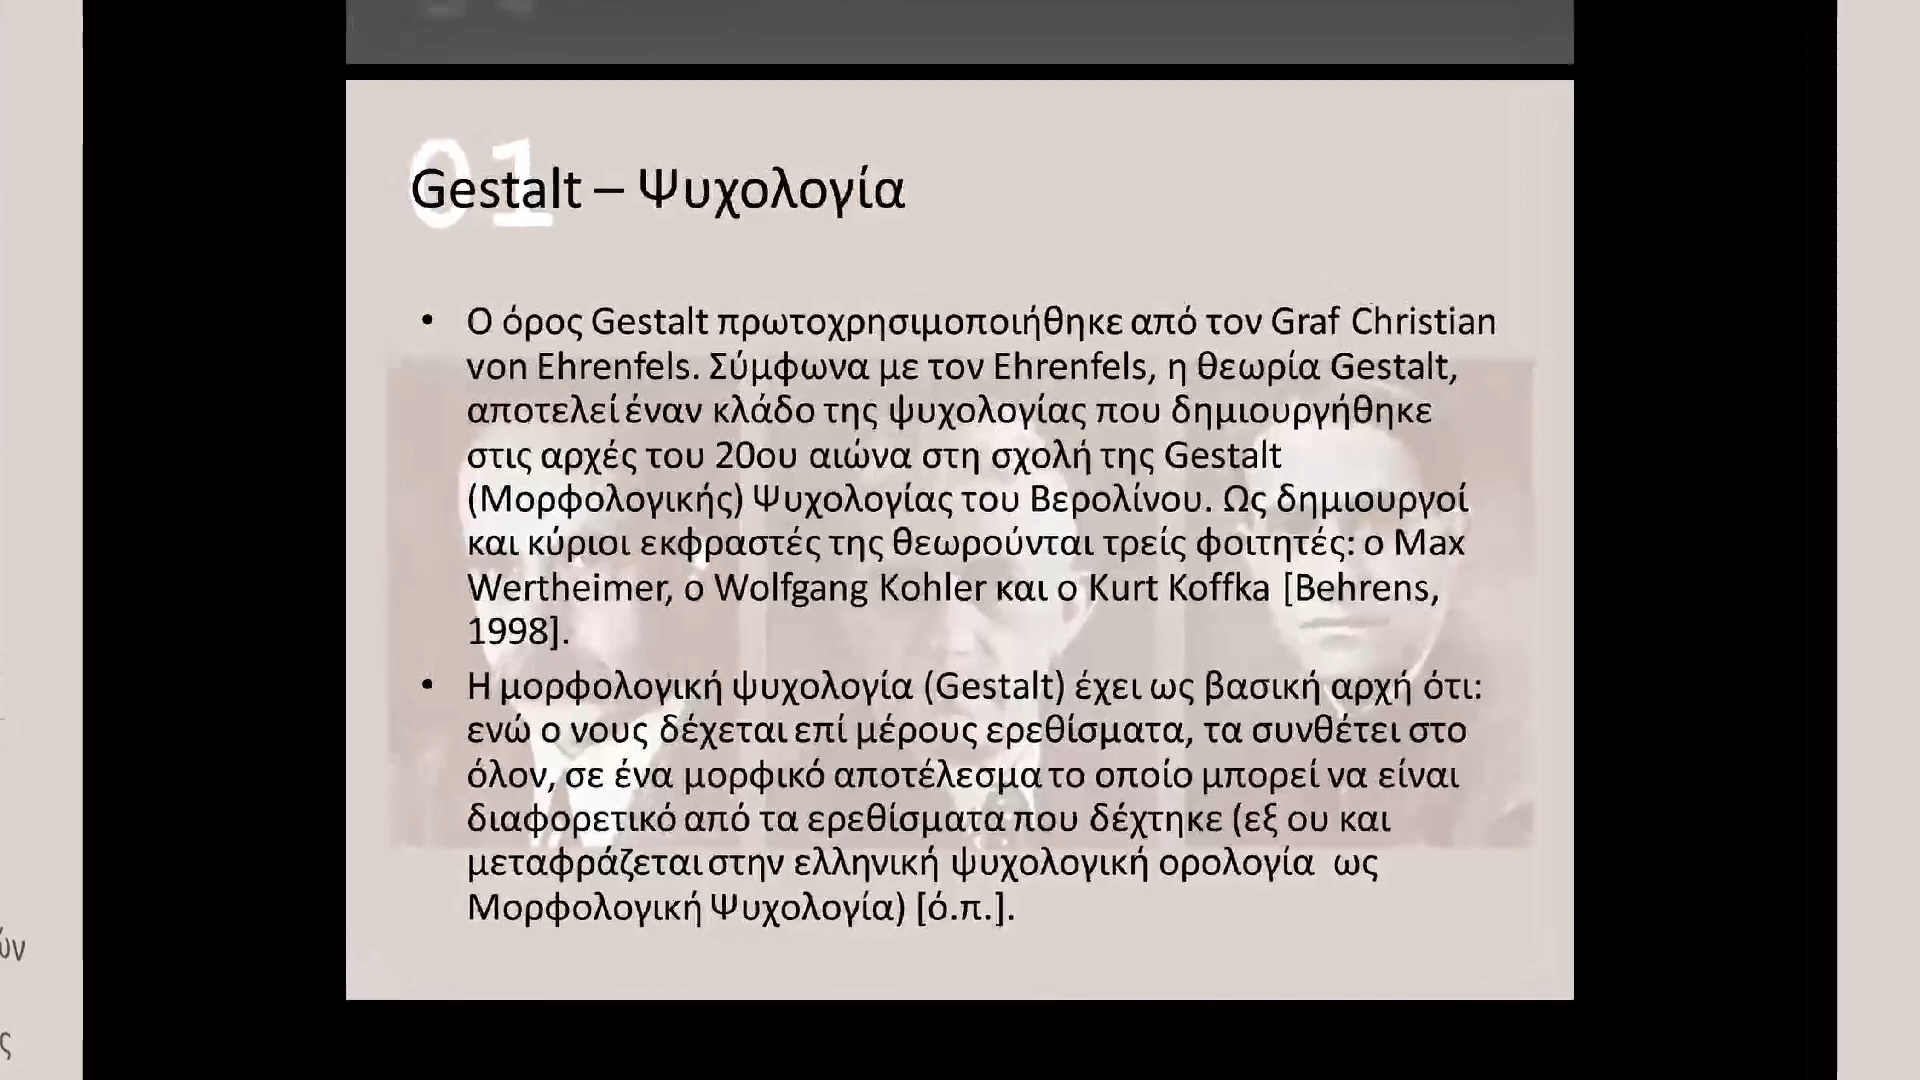 01
Gestalt – Ψυχολογία
• Ο όρος Gestalt πρωτοχρησιμοποιήθηκε από τον Graf Christian
von Ehrenfels. Σύμφωνα με τον Ehrenfels, η θεωρία Gestalt,
αποτελεί έναν κλάδο της ψυχολογίας που δημιουργήθηκε
στις αρχές του 20ου αιώνα στη σχολή της Gestalt
(Μορφολογικής) Ψυχολογίας του Βερολίνου. Ως δημιουργοί
και κύριοι εκφραστές της θεωρούνται τρείς φοιτητές: ο Max
Wertheimer, ο Wolfgang Kohler και ο Kurt Koffka [Behrens,
1998].
• Η μορφολογική ψυχολογία (Gestalt) έχει ως βασική αρχή ότι:
ενώ ο νους δέχεται επί μέρους ερεθίσματα, τα συνθέτει στο
όλον, σε ένα μορφικό αποτέλεσμα το οποίο μπορεί να είναι
διαφορετικό από τα ερεθίσματα που δέχτηκε (εξ ου και
μεταφράζεται στην ελληνική ψυχολογική ορολογία ως
Μορφολογική Ψυχολογία) [ό.π.].